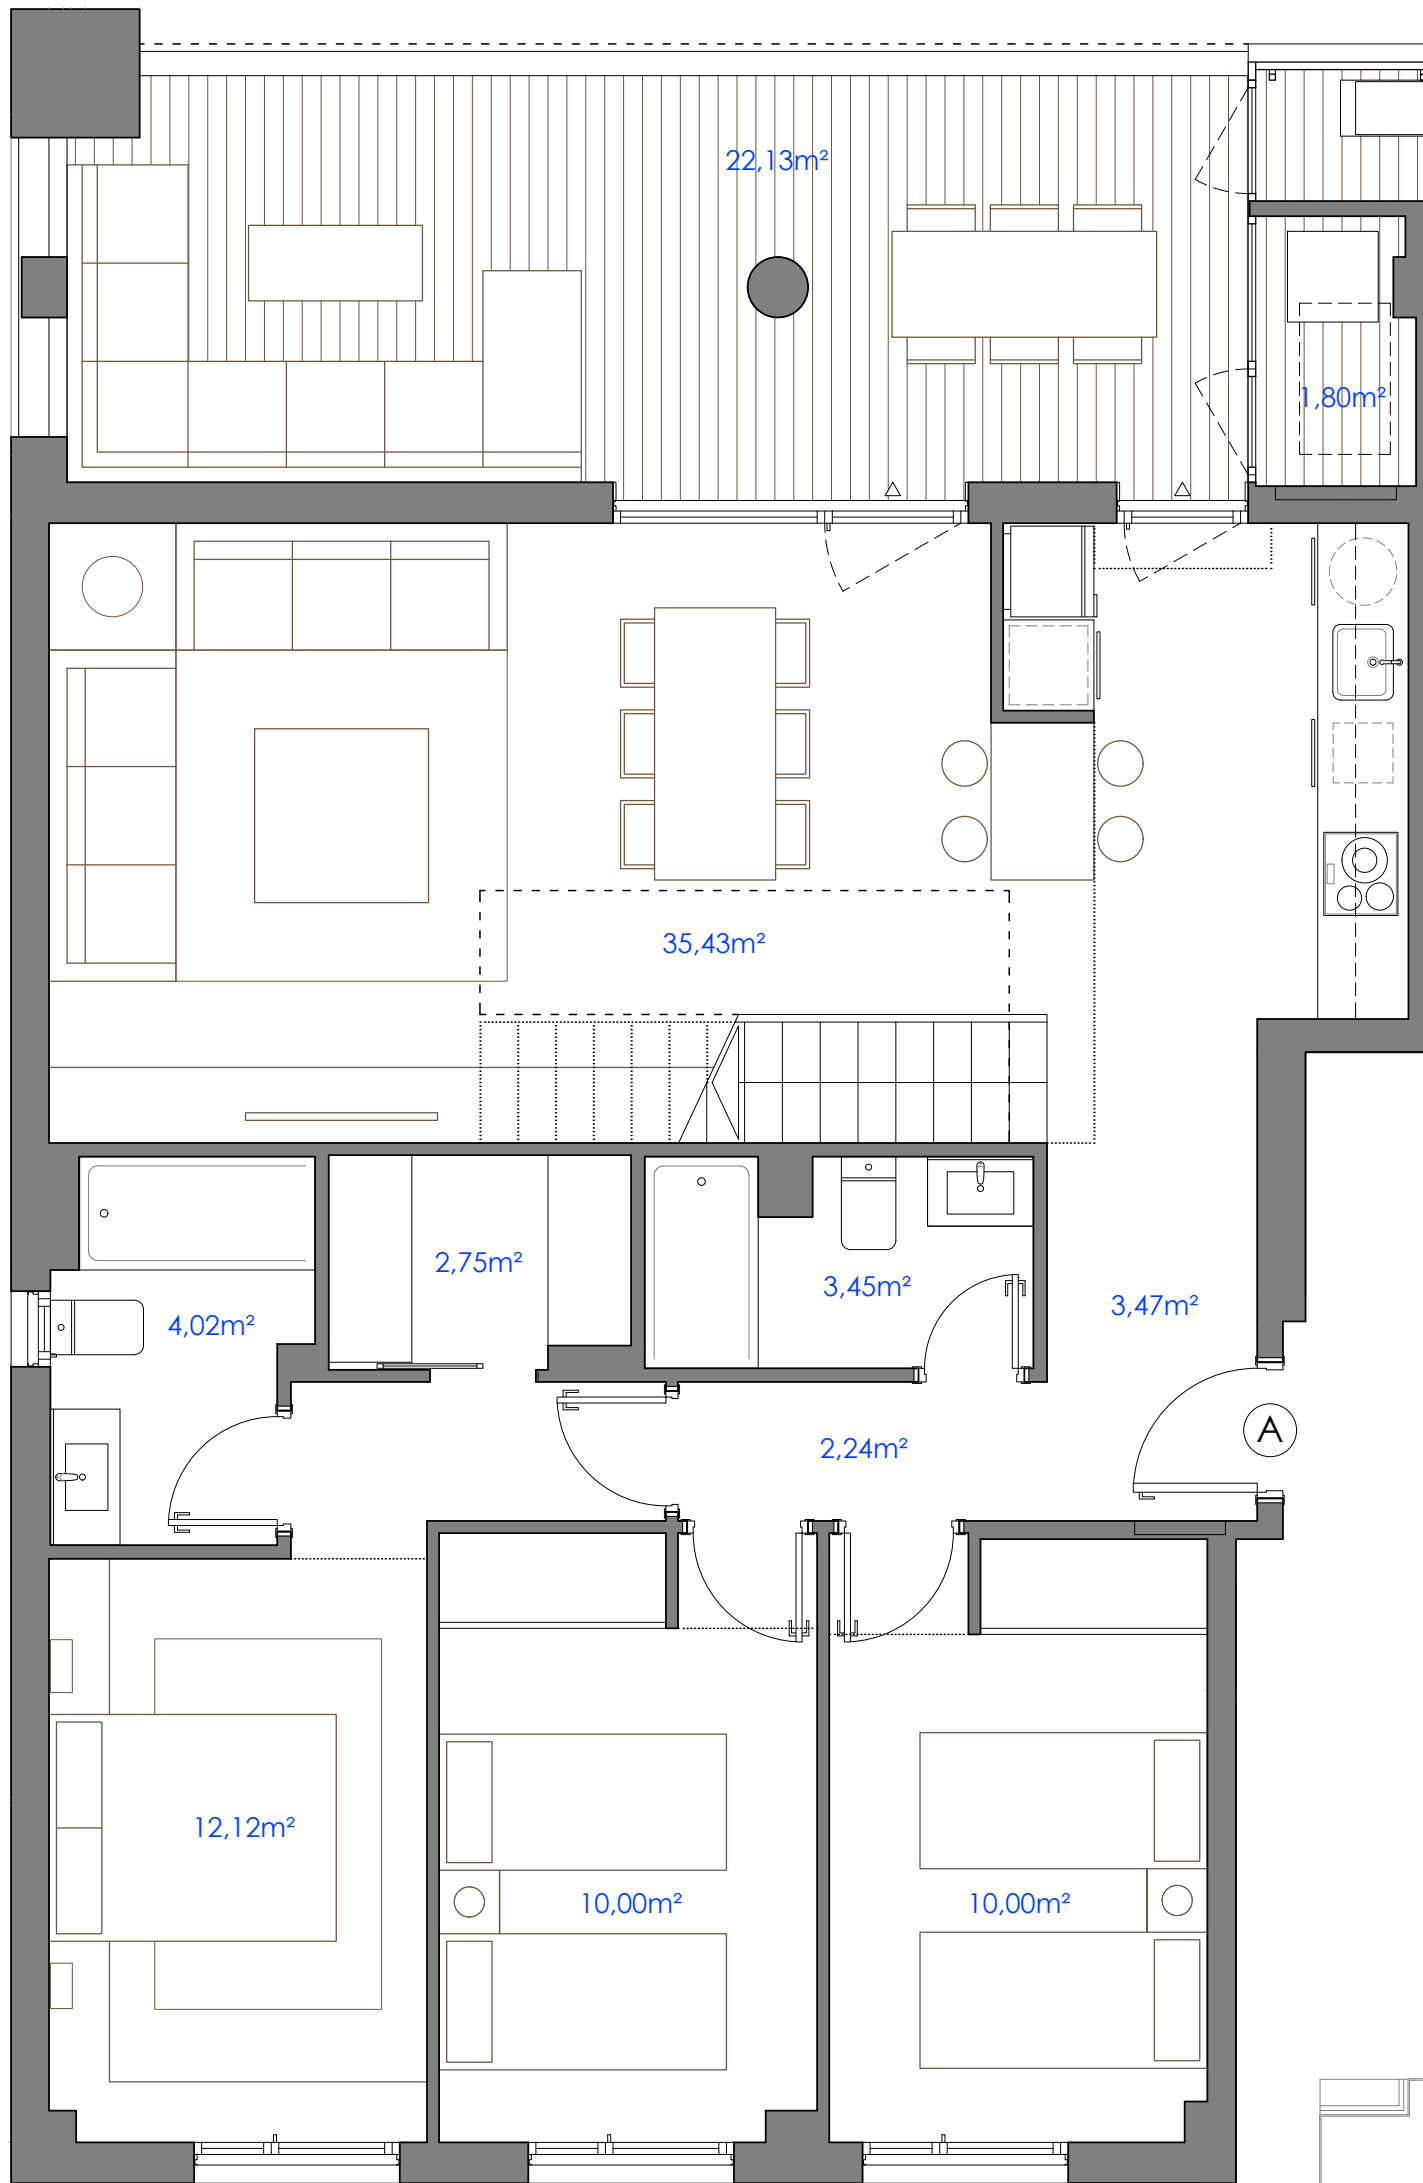 22,13m²
1,80m²
35,43m²
2,75m²
3,45m²
4,02m²
3,47m²
A
2,24m²
12,12m²
10,00m²
10,00m²